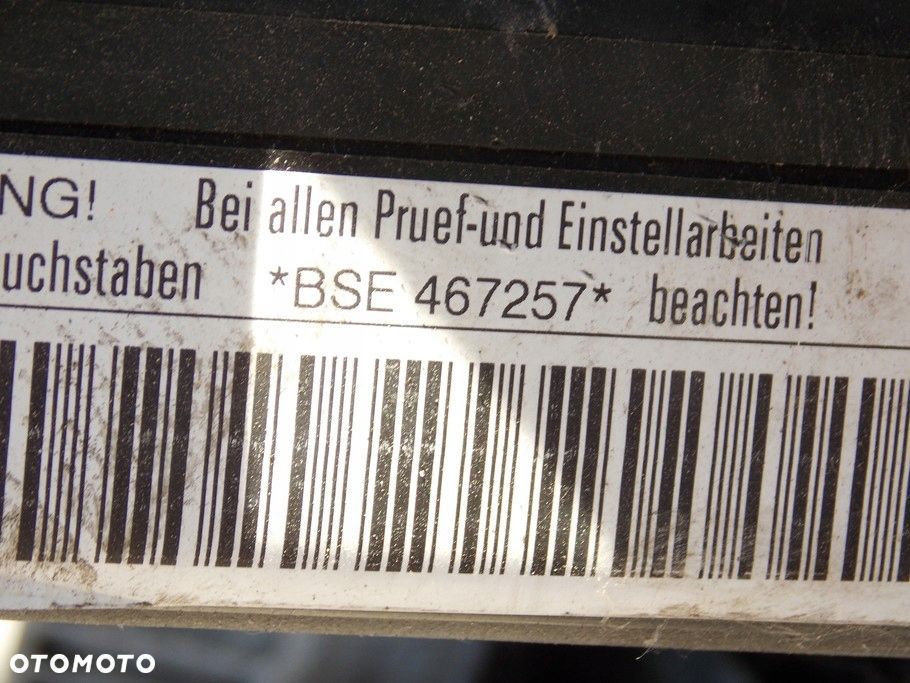 NG! Bei allen Pruef-und Einstellarbeiten
uchstaben *BSE 467257* beachten!
OTOMOTO